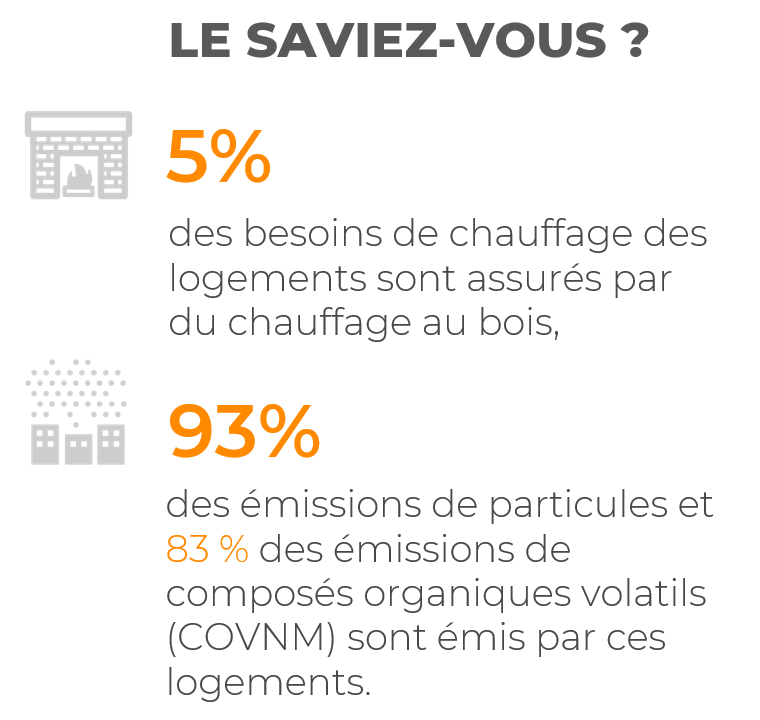 LE SAVIEZ-VOUS ?
5%
des besoins de chauffage des
logements sont assurés par
du chauffage au bois,
93%
des émissions de particules et
83 % des émissions de
composés organiques volatils
(COVNM) sont émis par ces
logements.